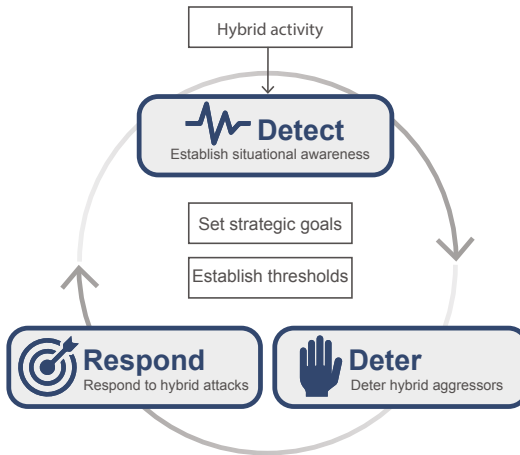 Hybrid activity
Detect
Establish situational awareness
Set strategic goals
Establish thresholds
Respond
Respond to hybrid attacks
Deter
Deter hybrid aggressors